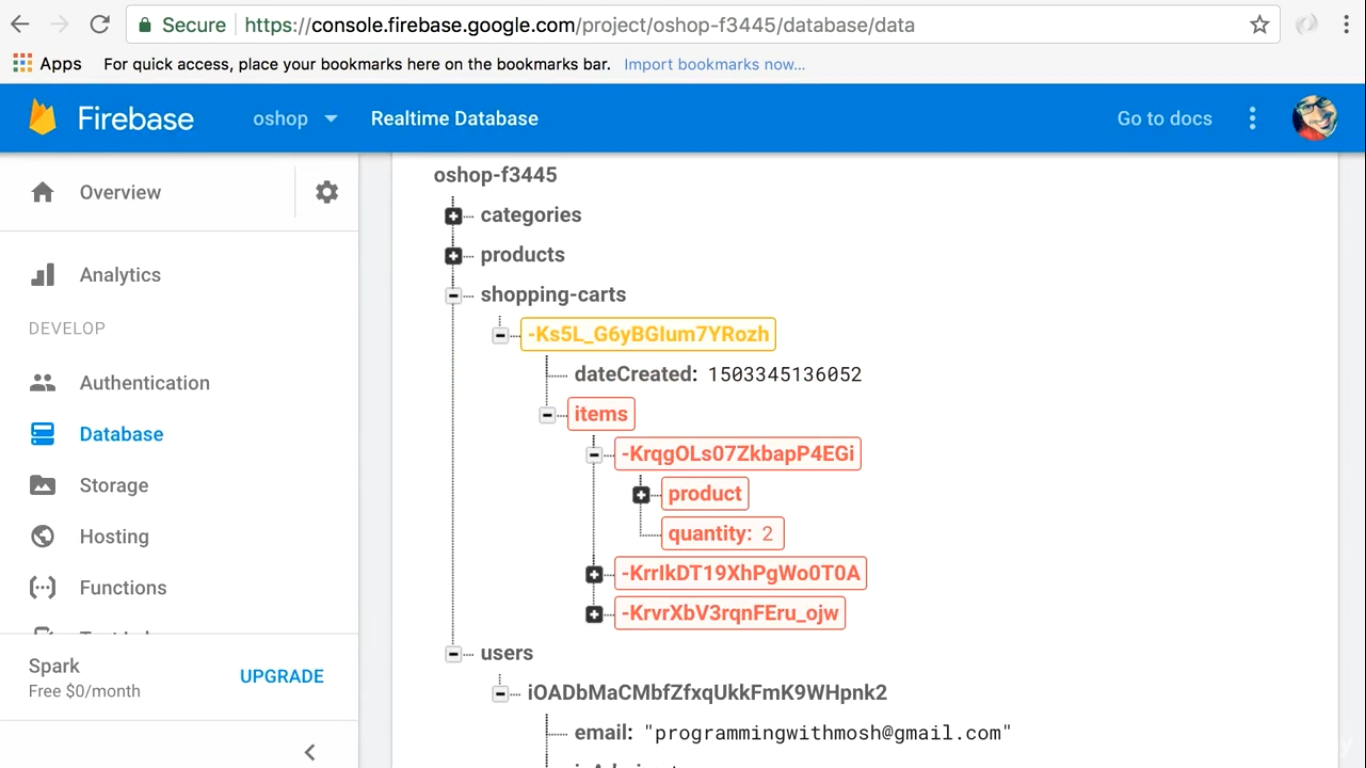 Secure https://console.firebase.google.com/project/oshop-f3445/database/data
Apps For quick access, place your bookmarks here on the bookmarks bar. Import bookmarks now...
Firebase oshop Realtime Database Go to docs
Overview
Analytics
DEVELOP
Authentication
Database
Storage
Hosting
Functions
Spark
Free $0/month
UPGRADE
oshop-f3445
categories
products
shopping-carts
-Ks5L_G6yBGlum7YRozh
dateCreated: 1503345136052
items
-KrqgOLs07ZkbapP4EGi
product
quantity: 2
-KrrIkDT19XhPgWo0T0A
-KrvrXbV3rqnFEru_ojw
users
iOADbMaCMbfZfxqUkkFmK9WHpnk2
email: "programmingwithmosh@gmail.com"